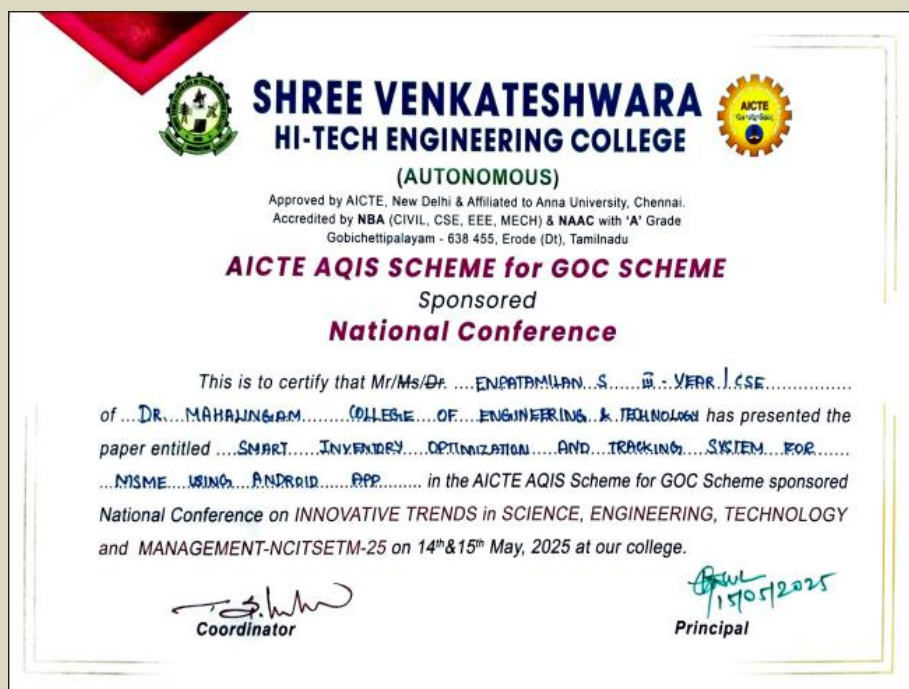 SHREE VENKATESHWARA
HI-TECH ENGINEERING COLLEGE
AICTE
(AUTONOMOUS)
Approved by AICTE, New Delhi & Affiliated to Anna University, Chennai.
Accredited by NBA (CIVIL, CSE, EEE, MECH) & NAAC with 'A' Grade
Gobichettipalayam - 638 455, Erode (Dt), Tamilnadu
AICTE AQIS SCHEME for GOC SCHEME
Sponsored
National Conference
This is to certify that Mr/Ms/Dr. ....ENPATAMILAN S III - YEAR / CSE
of ..DR. MAHALINGAM COLLEGE OF ENGINEERING & TECHNOLOGY has presented the
paper entitled ....SMART INVENTORY OPTIMIZATION AND TRACKING SYSTEM FOR
MSME USING ANDROID APP ........ in the AICTE AQIS Scheme for GOC Scheme sponsored
National Conference on INNOVATIVE TRENDS in SCIENCE, ENGINEERING, TECHNOLOGY
and MANAGEMENT-NCITSETM-25 on 14th&15th May, 2025 at our college.
15/05/2025
Coordinator
Principal